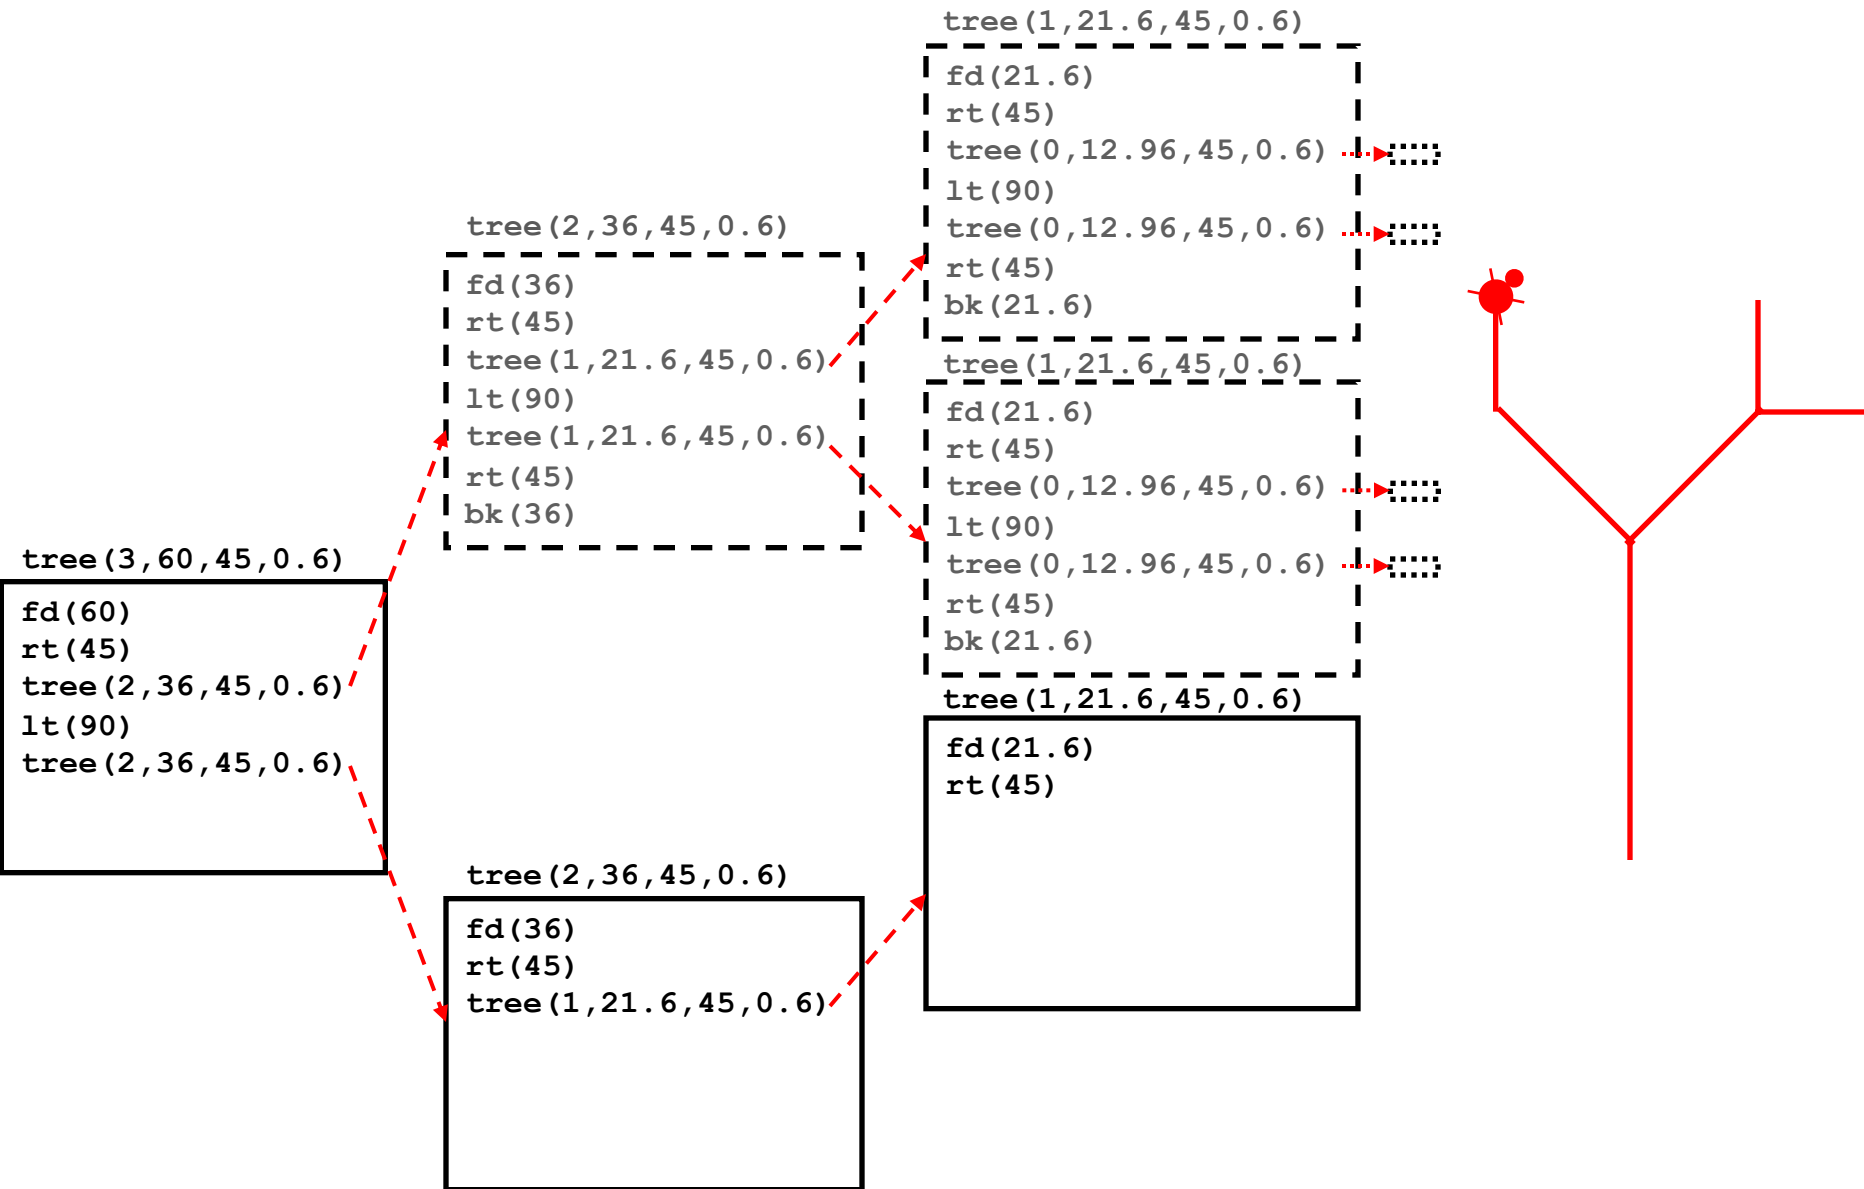 tree(3,60,45,0.6)
fd(60)
rt(45)
tree(2,36,45,0.6)
lt(90)
tree(2,36,45,0.6)
tree(2,36,45,0.6)
fd(36)
rt(45)
tree(1,21.6,45,0.6)
lt(90)
tree(1,21.6,45,0.6)
rt(45)
bk(36)
tree(2,36,45,0.6)
fd(36)
rt(45)
tree(1,21.6,45,0.6)
tree(1,21.6,45,0.6)
fd(21.6)
rt(45)
tree(0,12.96,45,0.6)
lt(90)
tree(0,12.96,45,0.6)
rt(45)
bk(21.6)
tree(1,21.6,45,0.6)
fd(21.6)
rt(45)
tree(0,12.96,45,0.6)
lt(90)
tree(0,12.96,45,0.6)
rt(45)
bk(21.6)
tree(1,21.6,45,0.6)
fd(21.6)
rt(45)